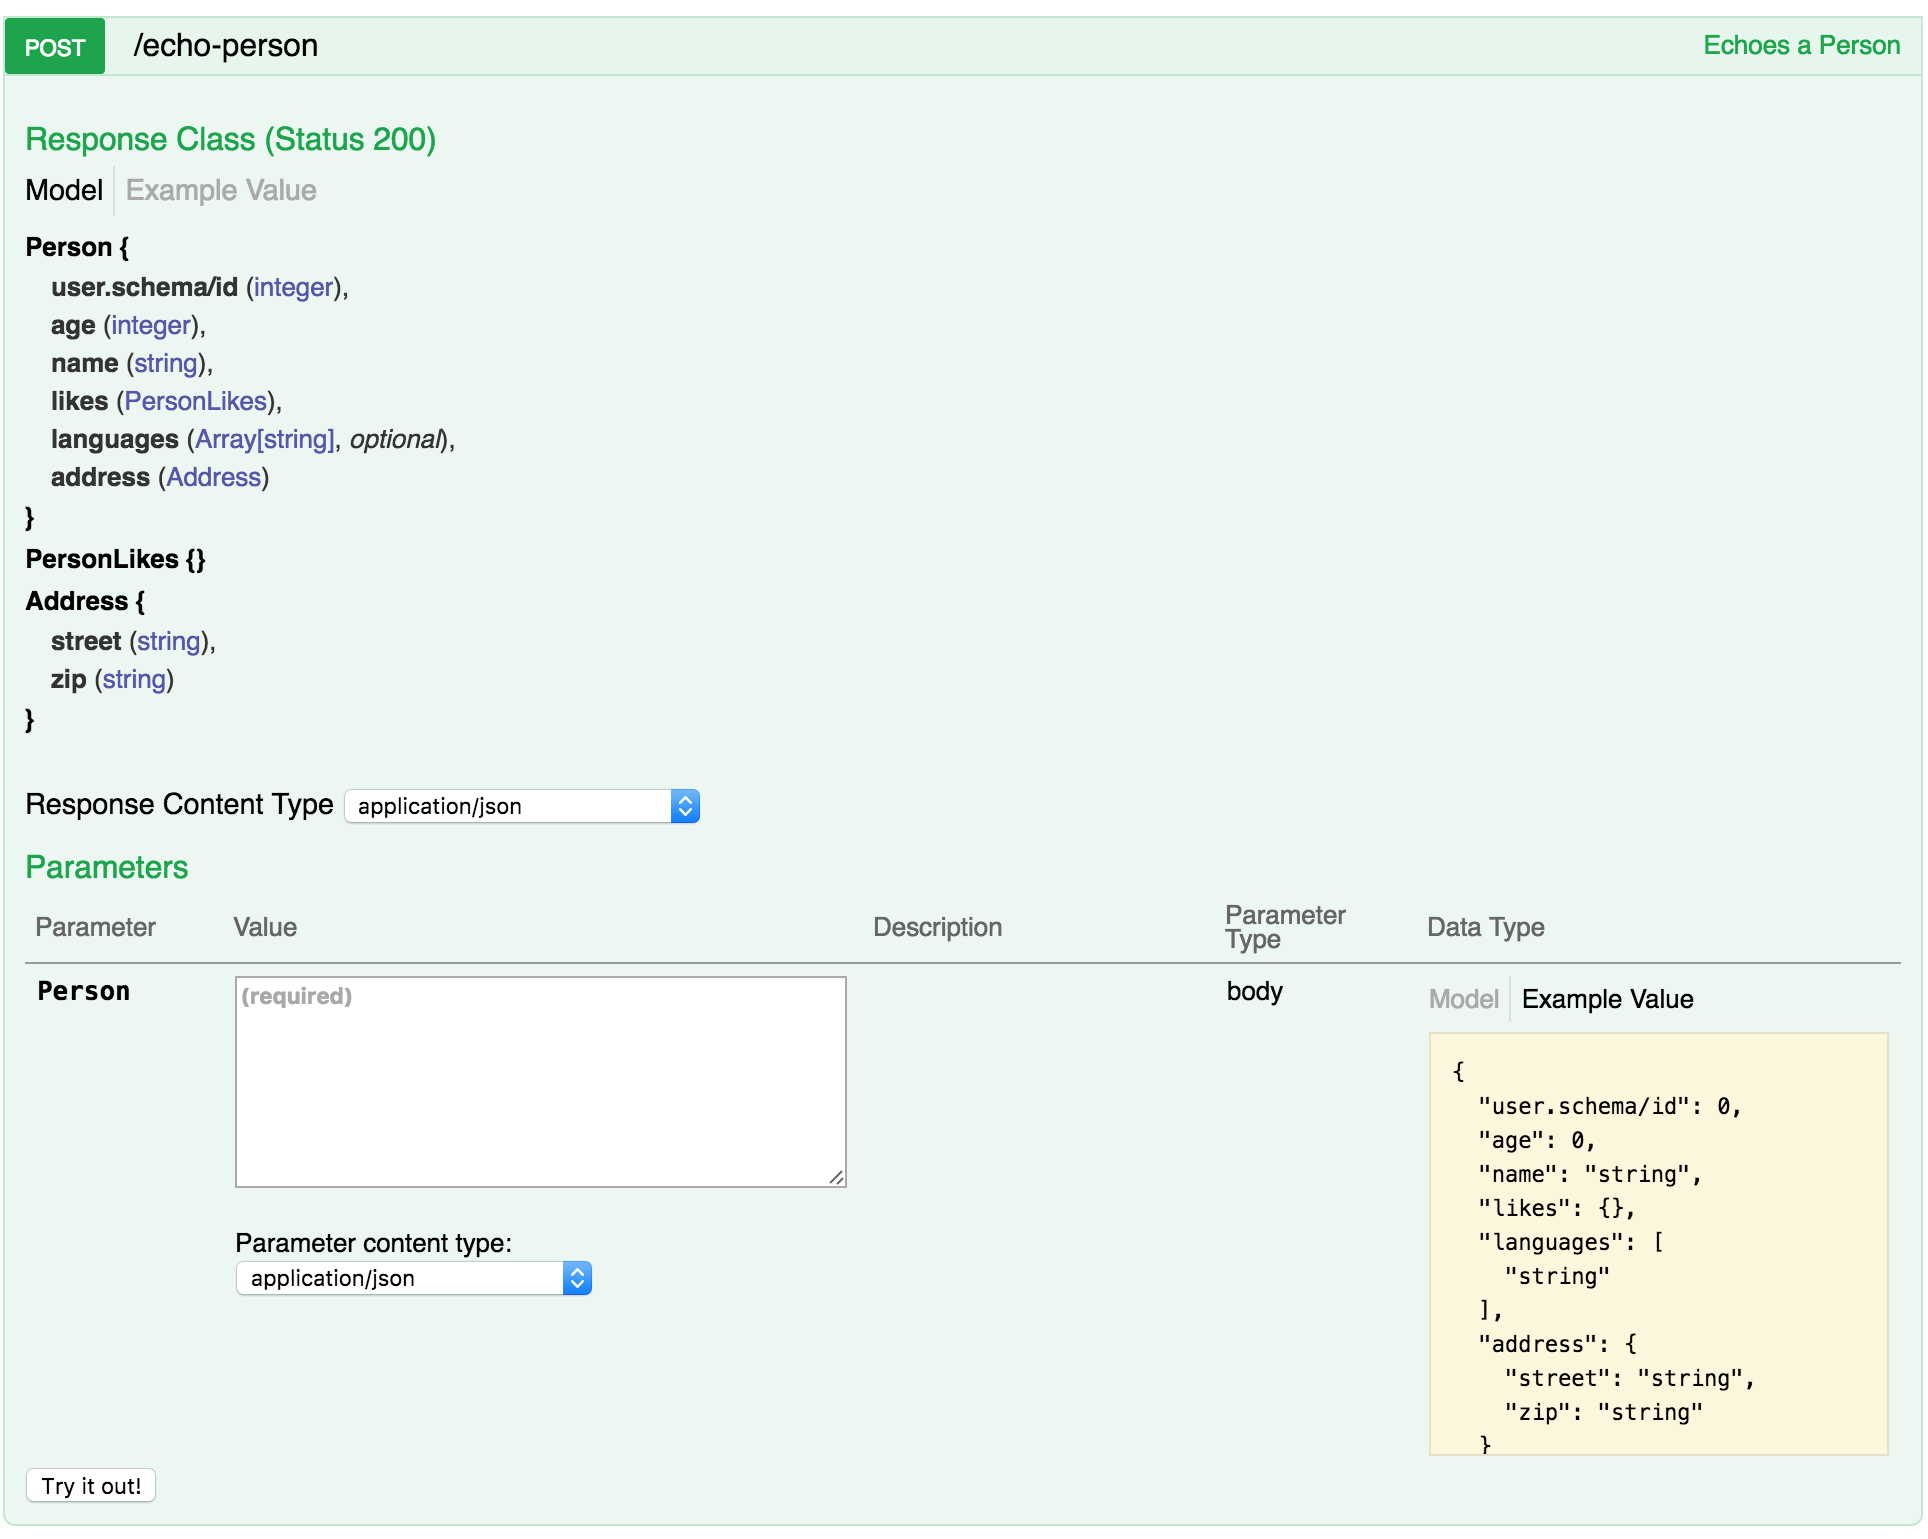 POST /echo-person Echoes a Person
Response Class (Status 200)
Model Example Value
Person {
user.schema/id (integer),
age (integer),
name (string),
likes (PersonLikes),
languages (Array[string], optional),
address (Address)
}
PersonLikes {}
Address {
street (string),
zip (string)
}
Response Content Type application/json
Parameters
Parameter Value Description Parameter Type Data Type
Person (required) body Model Example Value
{
"user.schema/id": 0,
"age": 0,
"name": "string",
"likes": {},
"languages": [
"string"
],
"address": {
"street": "string",
"zip": "string"
}
Parameter content type:
application/json
Try it out!